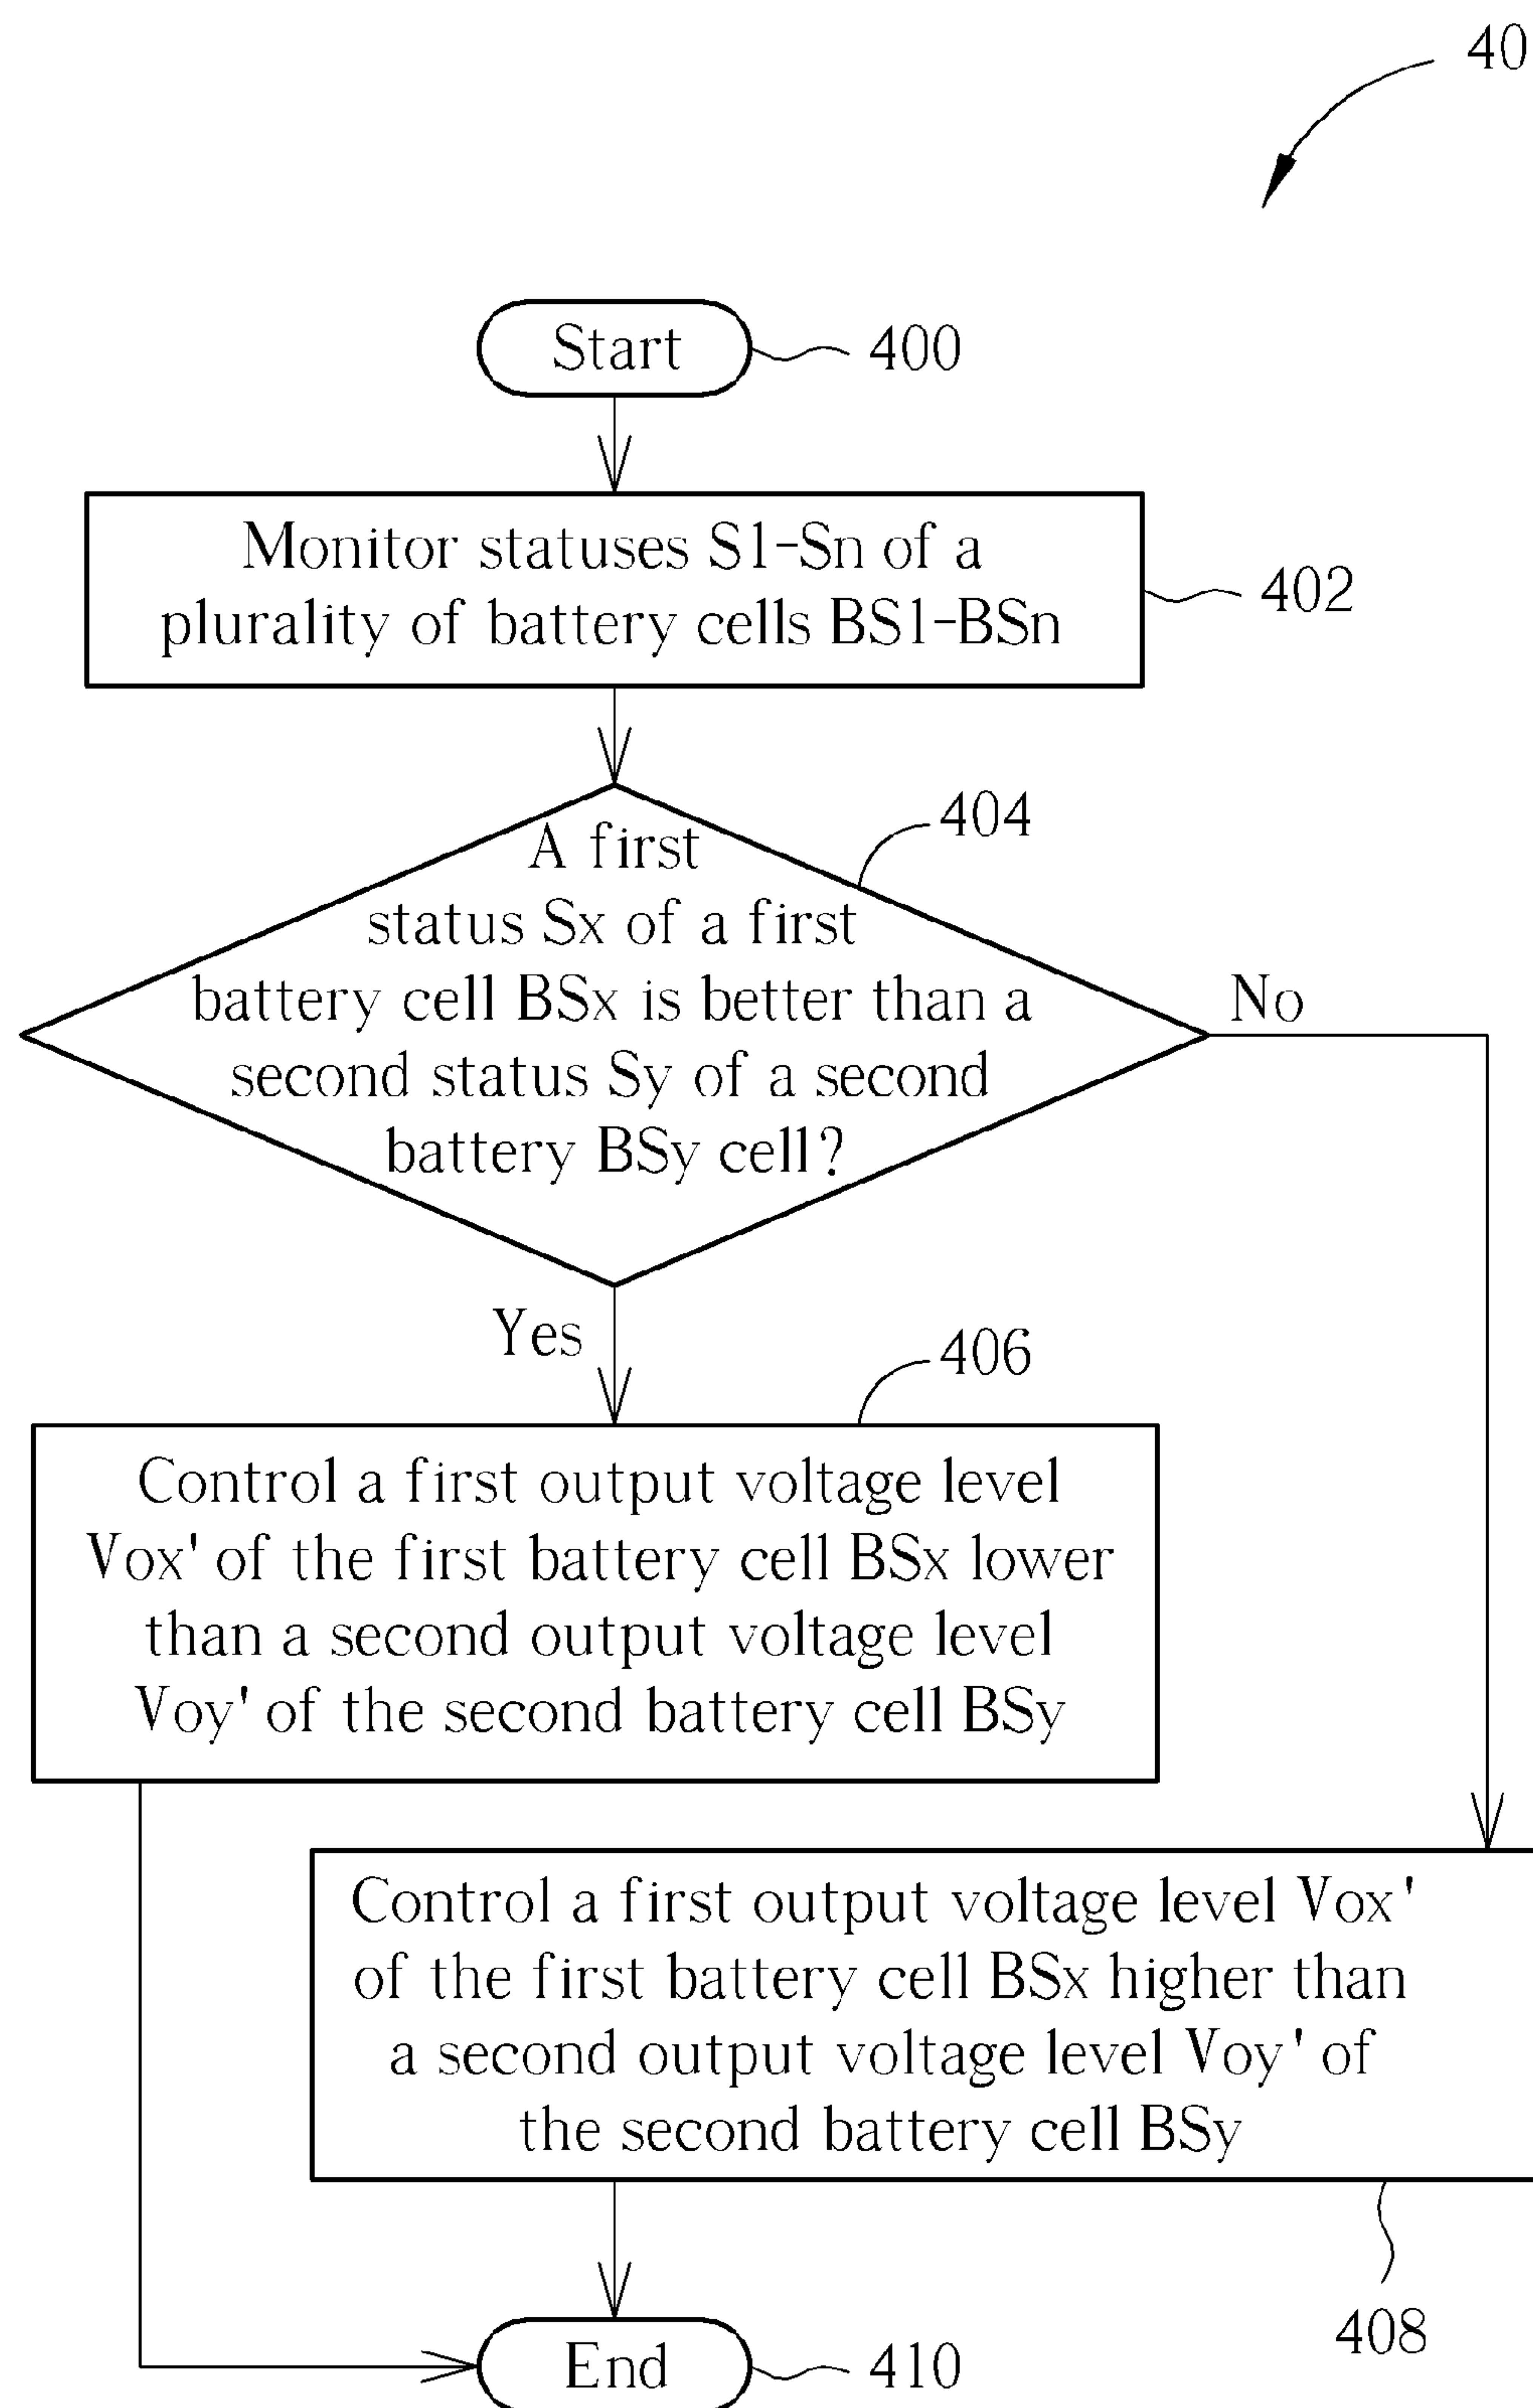 40
Start
400
Monitor statuses S1-Sn of a
plurality of battery cells BS1-BSn
402
404
A first
status Sx of a first
battery cell BSx is better than a
second status Sy of a second
battery BSy cell?
No
Yes
406
Control a first output voltage level
Vox' of the first battery cell BSx lower
than a second output voltage level
Voy' of the second battery cell BSy
Control a first output voltage level Vox'
of the first battery cell BSx higher than
a second output voltage level Voy' of
the second battery cell BSy
408
End
410